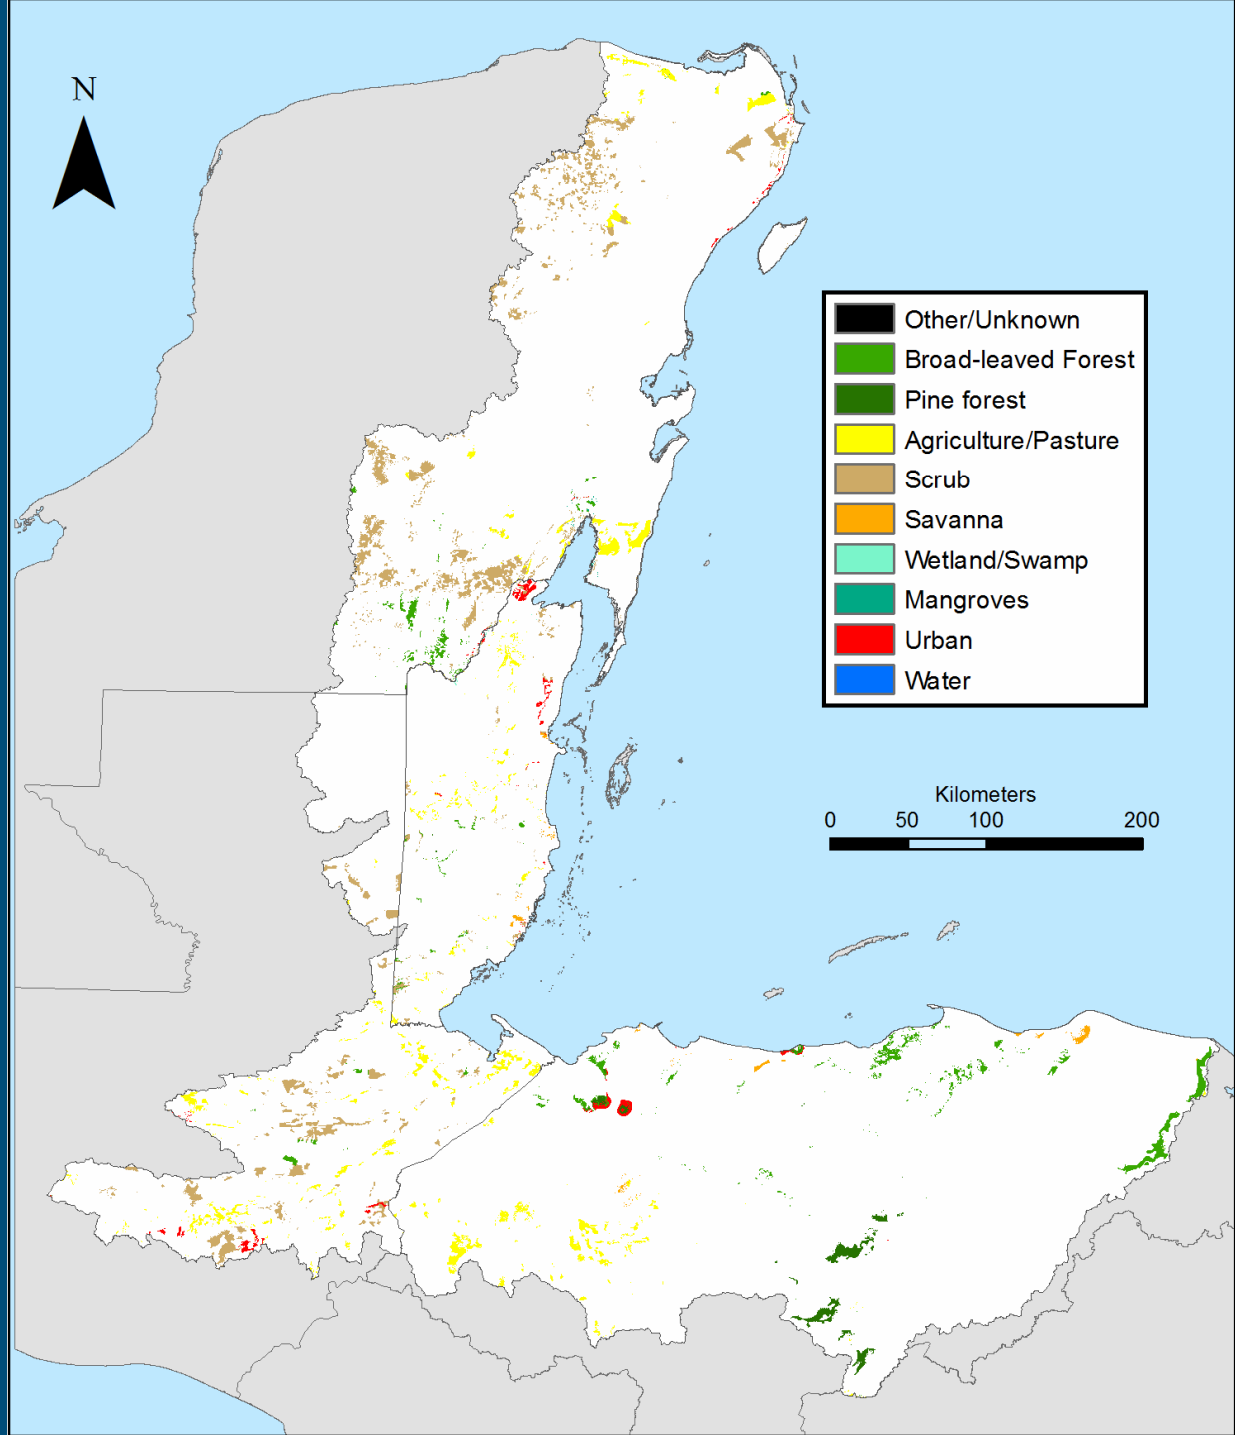 N
Other/Unknown
Broad-leaved Forest
Pine forest
Agriculture/Pasture
Scrub
Savanna
Wetland/Swamp
Mangroves
Urban
Water
Kilometers
0 50 100 200